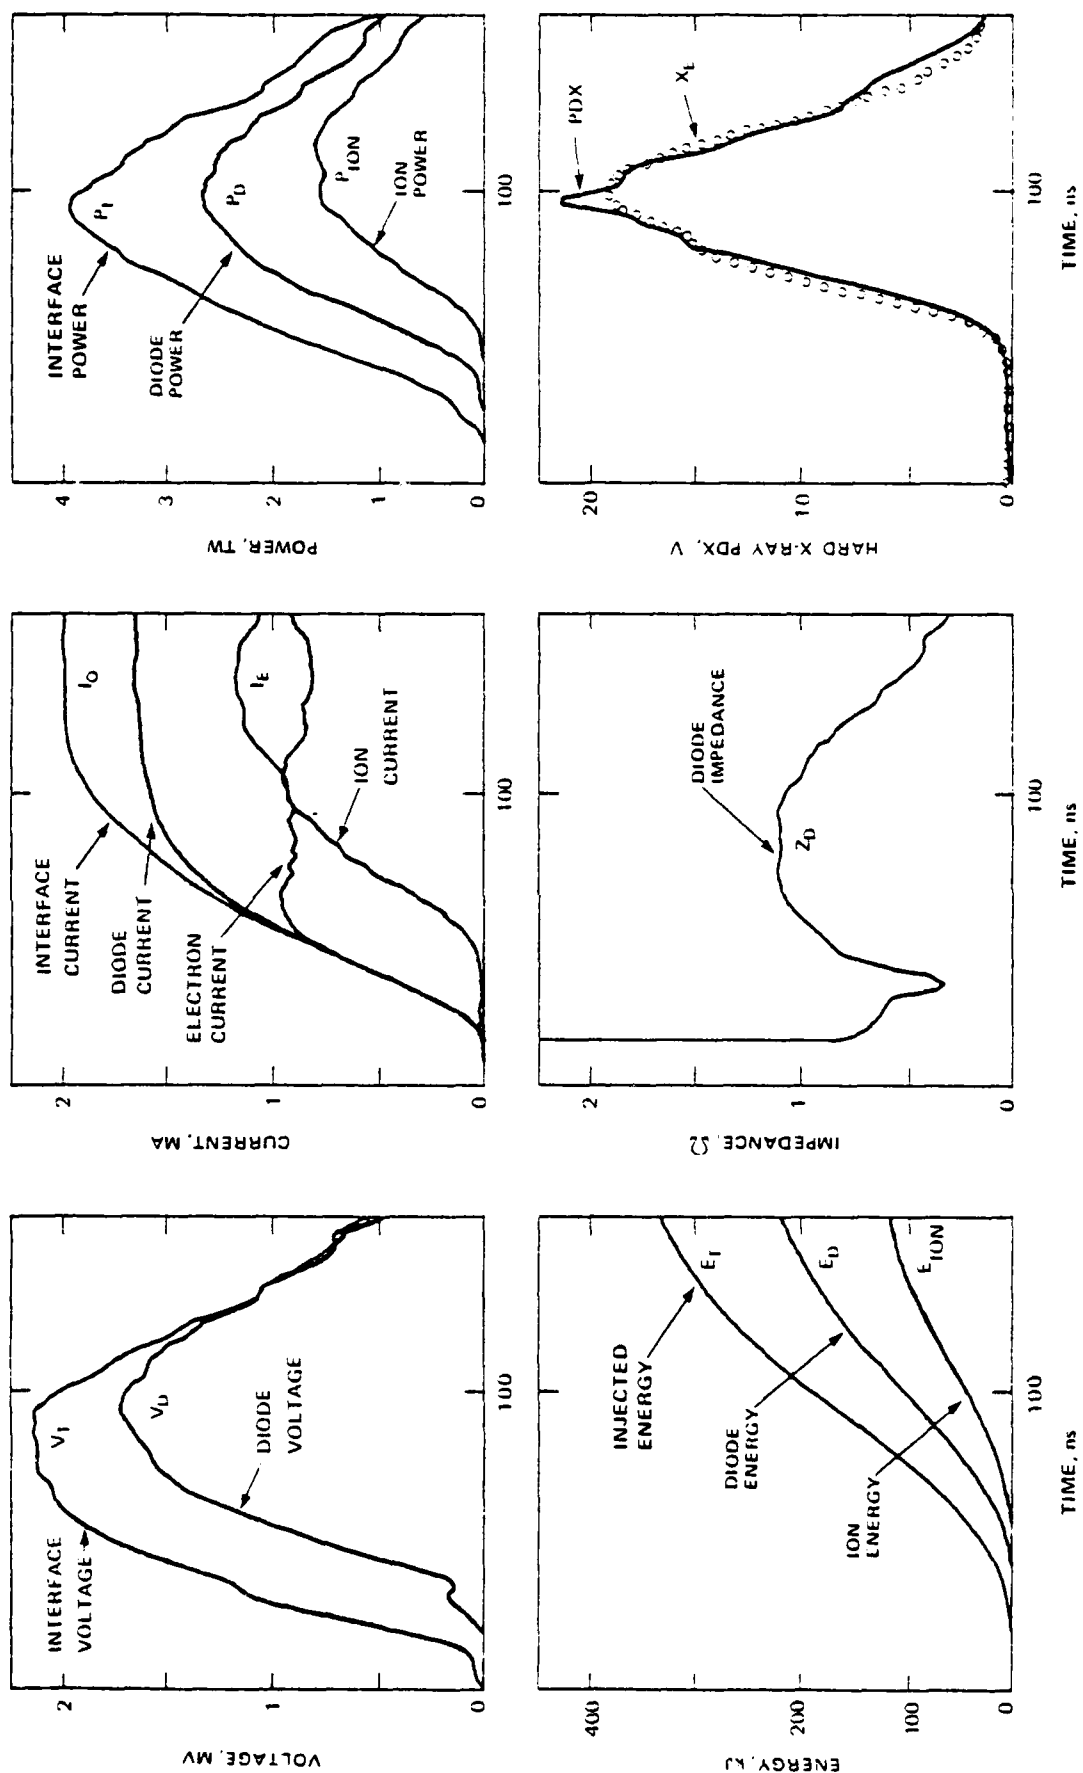 VOLTAGE, MV
2
1
0
INTERFACE
VOLTAGE
V_I
V_D
DIODE
VOLTAGE
100
CURRENT, MA
2
1
0
INTERFACE
CURRENT
DIODE
CURRENT
ELECTRON
CURRENT
ION
CURRENT
I_E
100
POWER, TW
4
3
2
1
0
INTERFACE
POWER
DIODE
POWER
P_I
P_D
P_ION
ION
POWER
100
ENERGY, kJ
400
200
100
0
INJECTED
ENERGY
DIODE
ENERGY
ION
ENERGY
E_I
E_D
E_ION
100
TIME, ns
IMPEDANCE, Ω
2
1
0
DIODE
IMPEDANCE
Z_D
100
TIME, ns
HARD X-RAY PDX, V
20
10
0
PDX
X_E
100
TIME, ns